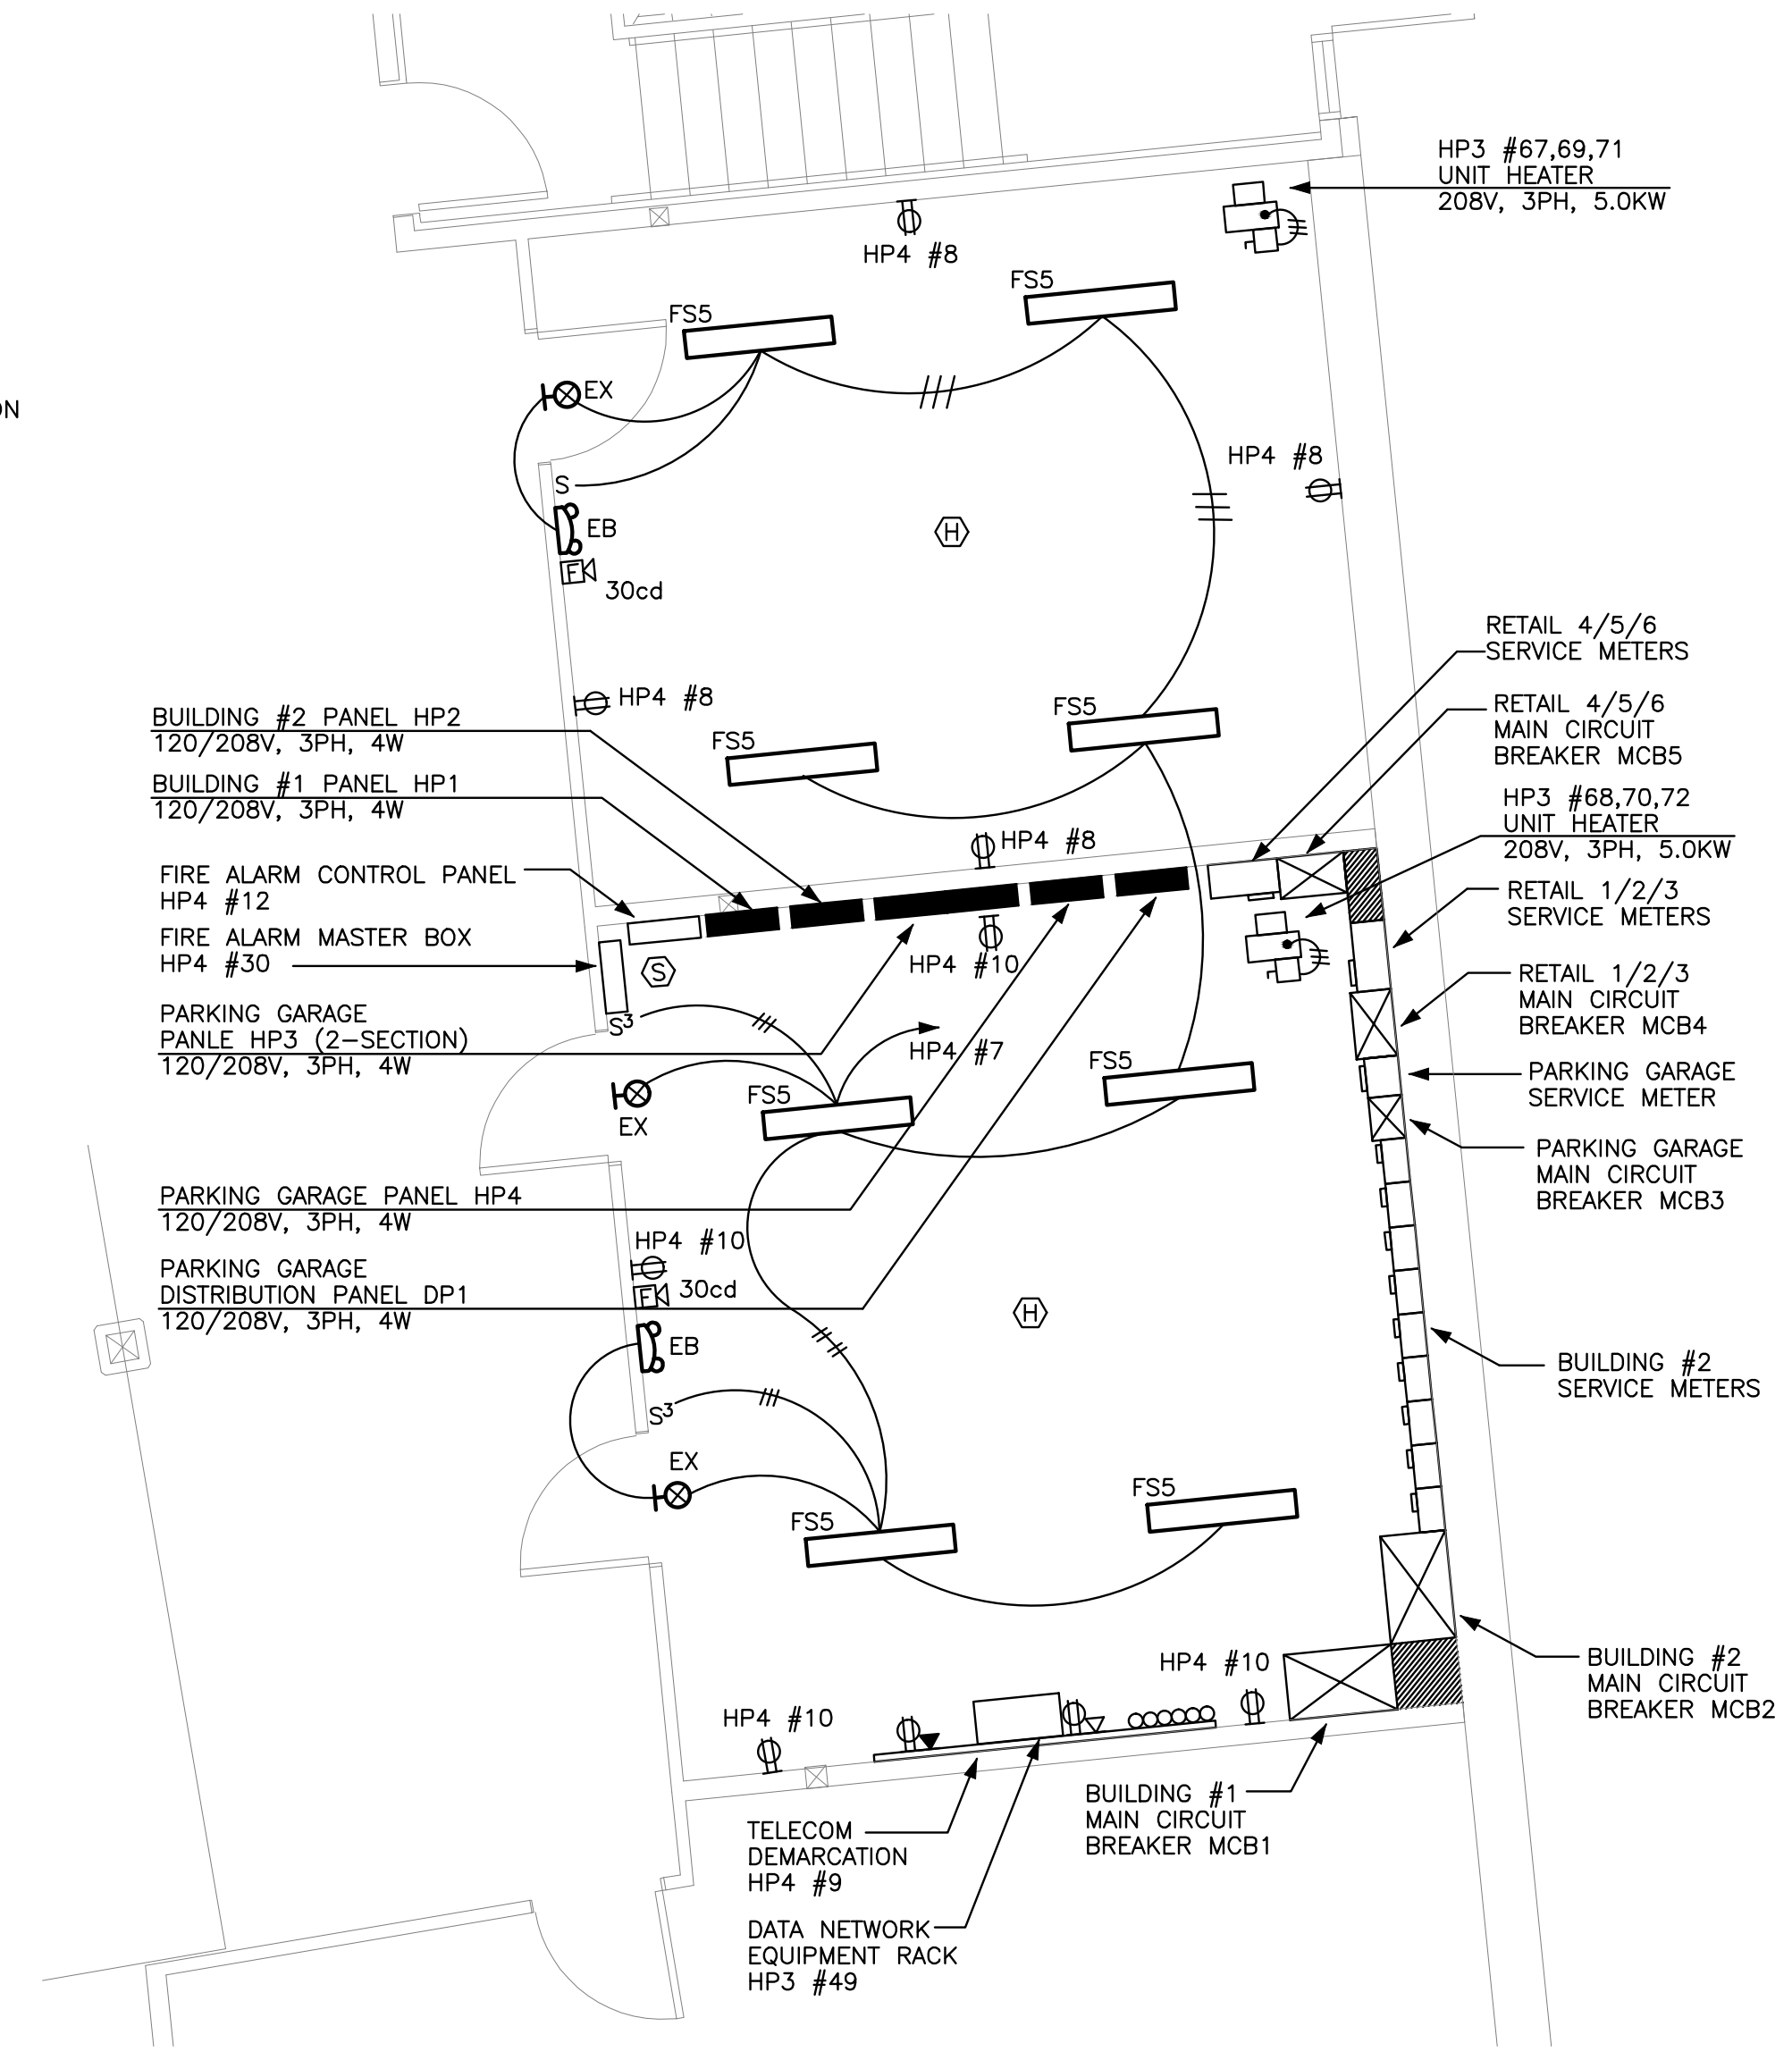 HP3 #67,69,71
UNIT HEATER
208V, 3PH, 5.0KW
HP4 #8
FS5
FS5
EX
ON
HP4 #8
S
EB
H
F
30cd
RETAIL 4/5/6
SERVICE METERS
HP4 #8
BUILDING #2 PANEL HP2
120/208V, 3PH, 4W
FS5
FS5
RETAIL 4/5/6
MAIN CIRCUIT
BREAKER MCB5
BUILDING #1 PANEL HP1
120/208V, 3PH, 4W
HP3 #68,70,72
UNIT HEATER
208V, 3PH, 5.0KW
HP4 #8
FIRE ALARM CONTROL PANEL
HP4 #12
RETAIL 1/2/3
SERVICE METERS
FIRE ALARM MASTER BOX
HP4 #30
S
HP4 #10
RETAIL 1/2/3
MAIN CIRCUIT
BREAKER MCB4
PARKING GARAGE
PANLE HP3 (2-SECTION)
120/208V, 3PH, 4W
S3
HP4 #7
FS5
FS5
EX
PARKING GARAGE
SERVICE METER
PARKING GARAGE
MAIN CIRCUIT
BREAKER MCB3
PARKING GARAGE PANEL HP4
120/208V, 3PH, 4W
HP4 #10
PARKING GARAGE
DISTRIBUTION PANEL DP1
120/208V, 3PH, 4W
F
30cd
H
EB
BUILDING #2
SERVICE METERS
S3
EX
FS5
FS5
HP4 #10
BUILDING #2
MAIN CIRCUIT
BREAKER MCB2
HP4 #10
BUILDING #1
MAIN CIRCUIT
BREAKER MCB1
TELECOM
DEMARCATION
HP4 #9
DATA NETWORK
EQUIPMENT RACK
HP3 #49